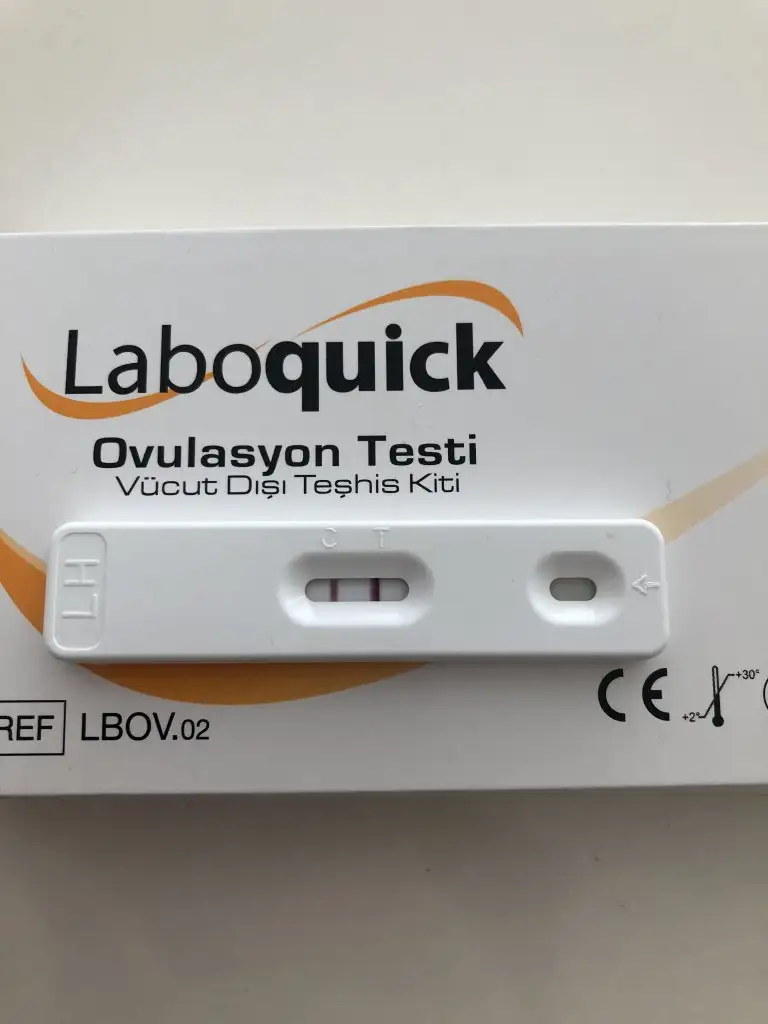 Laboquick
Ovulasyon Testi
Vücut Dışı Teşhis Kiti
C T
LH
REF LBOV.02
CE
+30°
+2°